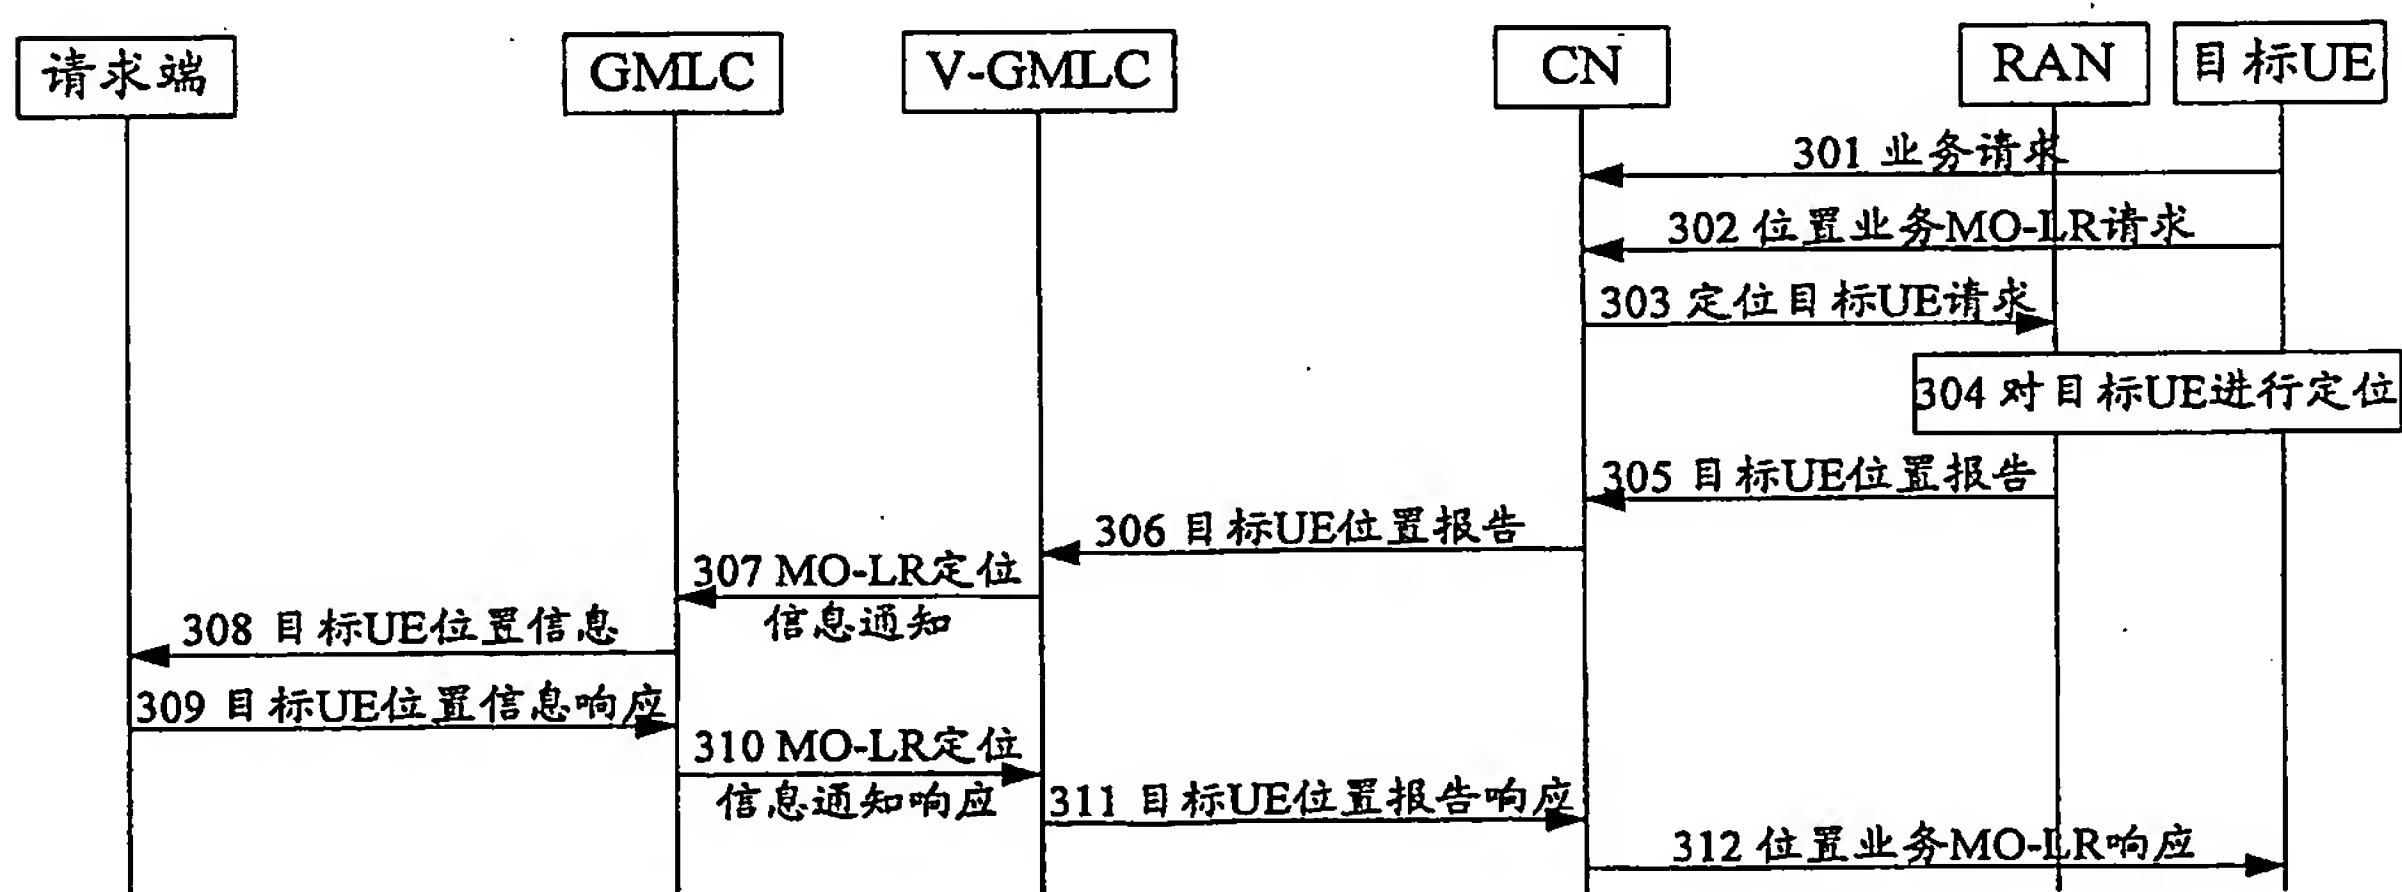 请求端
GMLC
V-GMLC
CN
RAN
目标UE
301 业务请求
302 位置业务MO-LR请求
303 定位目标UE请求
304 对目标UE进行定位
305 目标UE位置报告
306 目标UE位置报告
307 MO-LR定位
信息通知
308 目标UE位置信息
309 目标UE位置信息响应
310 MO-LR定位
信息通知响应
311 目标UE位置报告响应
312 位置业务MO-LR响应